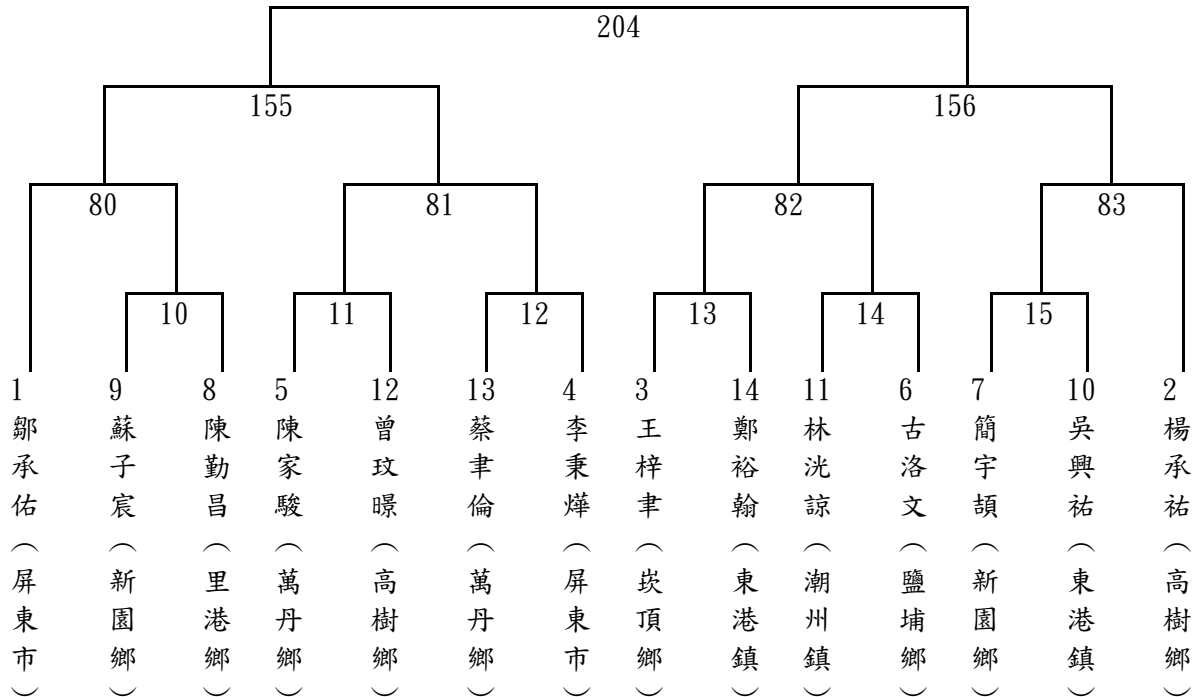 204
155
156
80
81
82
83
10
11
12
13
14
15
1
鄒承佑（屏東市）
9
蘇子宸（新園鄉）
8
陳勤昌（里港鄉）
5
陳家駿（萬丹鄉）
12
曾玟暻（高樹鄉）
13
蔡聿倫（萬丹鄉）
4
李秉燁（屏東市）
3
王梓聿（崁頂鄉）
14
鄭裕翰（東港鎮）
11
林洸諒（潮州鎮）
6
古洛文（鹽埔鄉）
7
簡宇頡（新園鄉）
10
吳興祐（東港鎮）
2
楊承祐（高樹鄉）